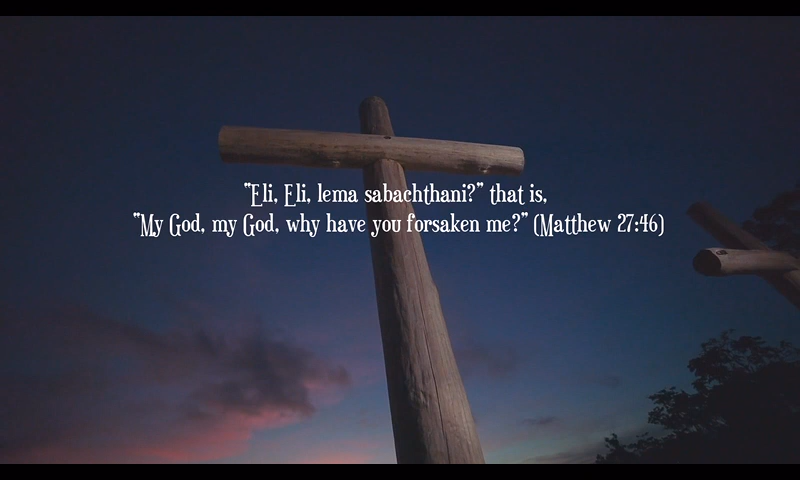 "Eli, Eli, lema sabachthani?" that is,
"My God, my God, why have you forsaken me?" (Matthew 27:46)